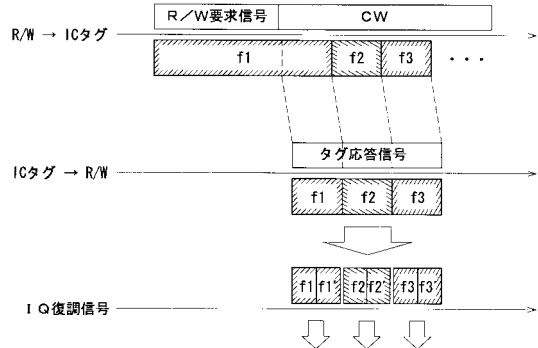 R/W要求信号 CW
R/W → ICタグ
f1 f2 f3 ・・・
タグ応答信号
ICタグ → R/W
f1 f2 f3
f1 f1' f2 f2' f3 f3'
IQ復調信号